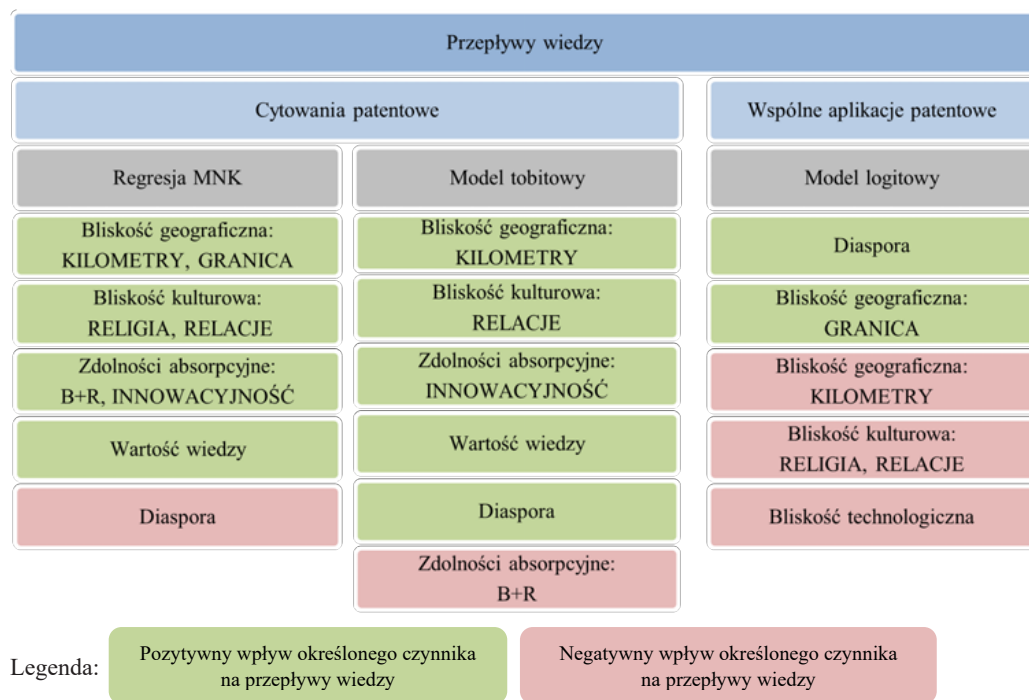 Przepływy wiedzy
Cytowania patentowe
Wspólne aplikacje patentowe
Regresja MNK
Model tobitowy
Model logitowy
Bliskość geograficzna:
KILOMETRY, GRANICA
Bliskość kulturowa:
RELIGIA, RELACJE
Zdolności absorpcyjne:
B+R, INNOWACYJNOŚĆ
Wartość wiedzy
Diaspora
Bliskość geograficzna:
KILOMETRY
Bliskość kulturowa:
RELACJE
Zdolności absorpcyjne:
INNOWACYJNOŚĆ
Wartość wiedzy
Diaspora
Zdolności absorpcyjne:
B+R
Diaspora
Bliskość geograficzna:
GRANICA
Bliskość geograficzna:
KILOMETRY
Bliskość kulturowa:
RELIGIA, RELACJE
Bliskość technologiczna
Legenda:
Pozytywny wpływ określonego czynnika
na przepływy wiedzy
Negatywny wpływ określonego czynnika
na przepływy wiedzy